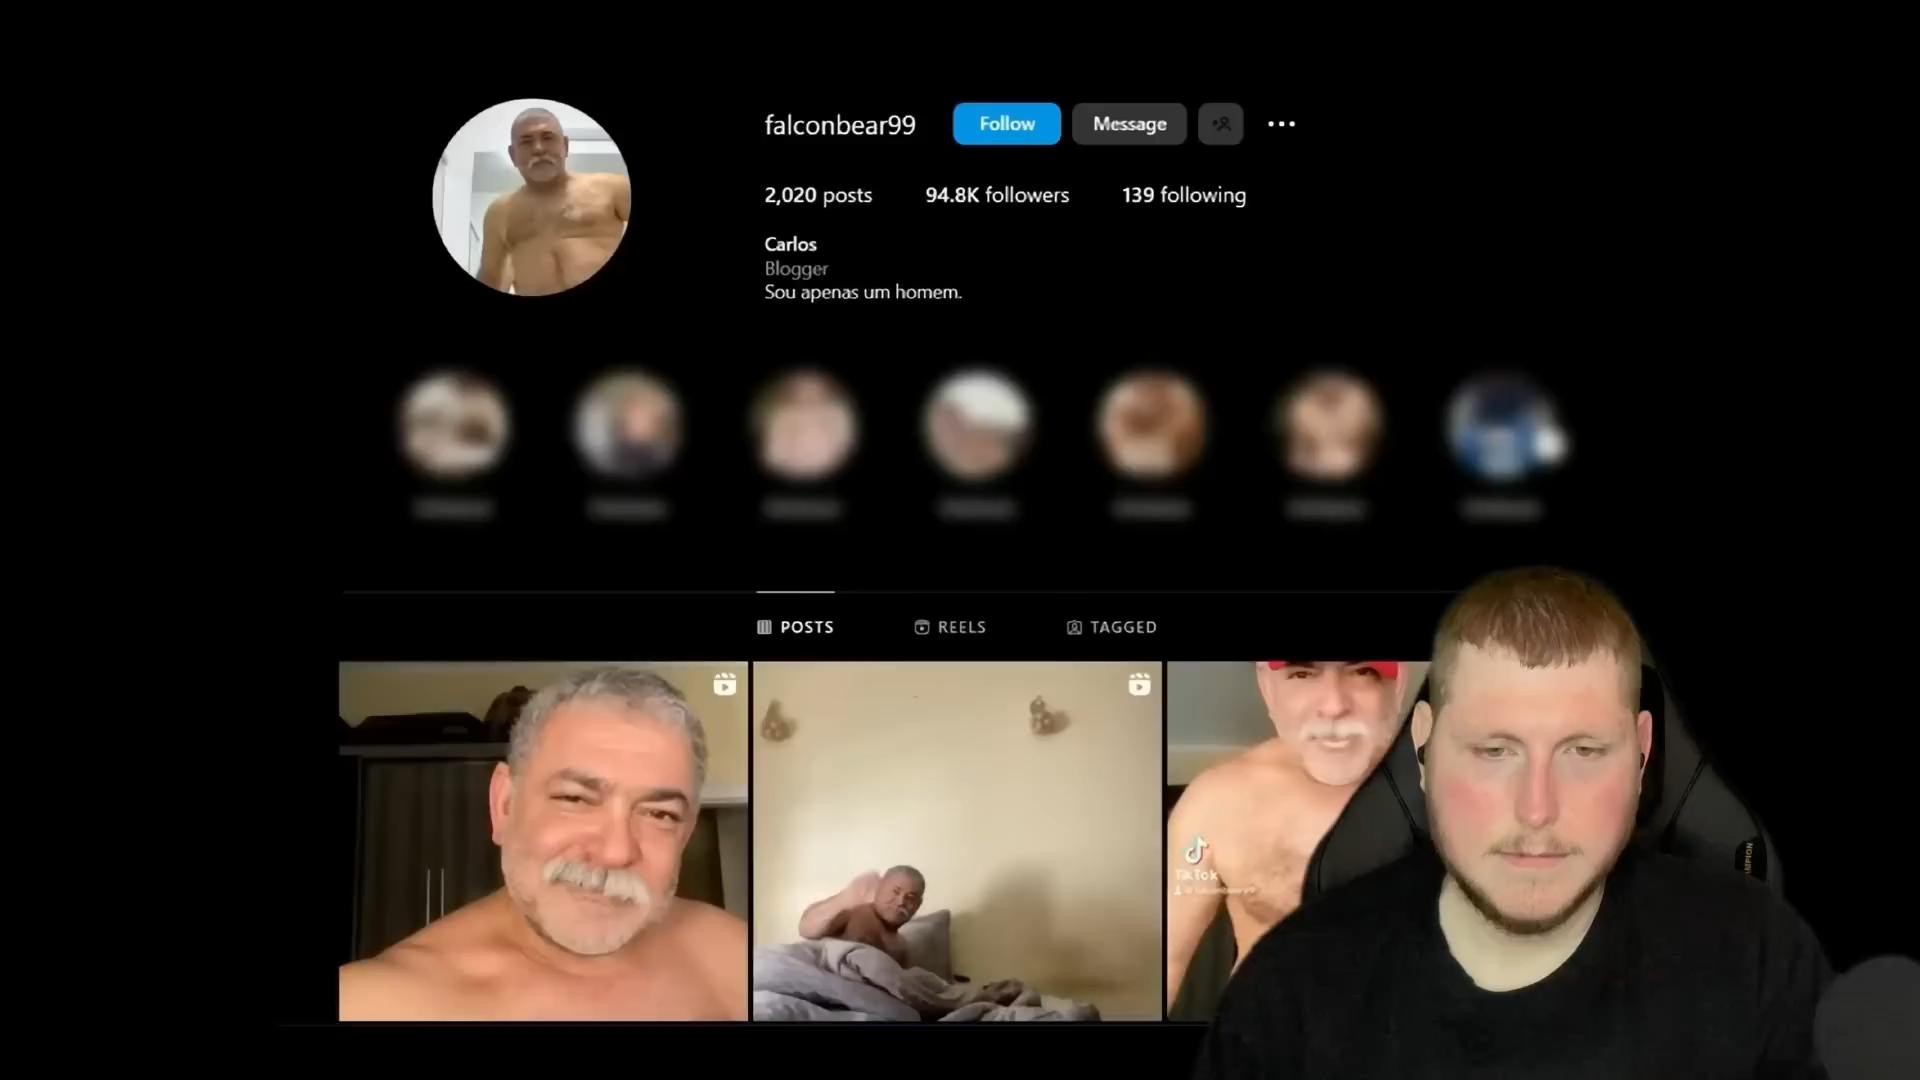 falconbear99 Follow Message
2,020 posts 94.8K followers 139 following
Carlos
Blogger
Sou apenas um homem.
POSTS REELS TAGGED
TikTok